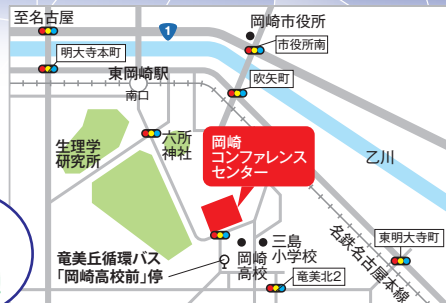 至名古屋
1
岡崎市役所
市役所南
明大寺本町
東岡崎駅
南口
吹矢町
生理学
研究所
六所
神社
岡崎
コンファレンス
センター
乙川
名鉄名古屋本線
東明大寺町
三島
小学校
岡崎
高校
竜美丘循環バス
「岡崎高校前」停
竜美北2